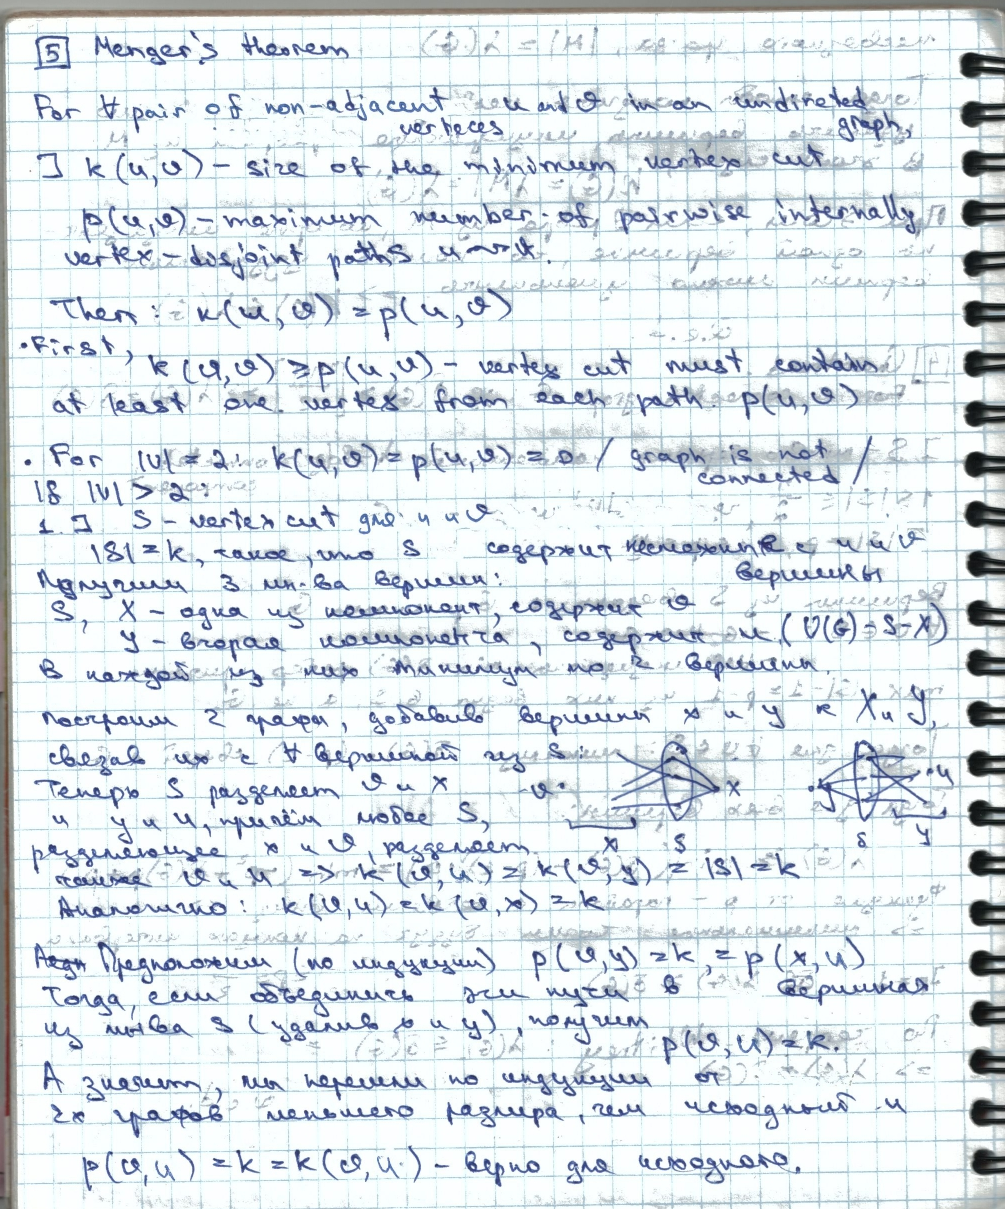 5 Menger's theorem
For ∀ pair of non-adjacent u and v in an undirected
verteces graph,
∃ k(u,v) - size of the minimum vertex cut
p(u,v) - maximum number of pairwise internally
vertex-disjoint paths u⇝v.
Then: k(u,v) = p(u,v)
• First,
k(v,v) ≥ p(u,v) - vertex cut must contain
at least one vertex from each path p(u,v)
• For |V| = 2: k(u,v) = p(u,v) = 0 / graph is not
connected /
If |V| > 2:
1. ∃ S - vertex cut для u и v
|S| = k, такое, что S содержит несмежные с u и v
вершины
Получим 3 мн-ва вершин:
S, X - одна из компонент, содержит v
Y - вторая компонента, содержит u (V(G)-S-X)
В каждой из них минимум по 2 вершины.
Построим 2 графа, добавив вершины x и y к X и Y,
связав их с ∀ вершиной из S:
Теперь S разделяет v и x
и y и u, причём любое S,
разделяющее x и v, разделяет
также v и u => k(v,u) = k(v,y) = |S| = k
Аналогично: k(v,u) = k(v,x) = k
v X S x
y S Y u
Предположим (по индукции) p(v,y) = k, = p(x,u)
Тогда, если объединить эти пути в вершинах
из мн-ва S (удалив x и y), получим
p(v,u) = k.
А значит, мы перешли по индукции от
2х графов меньшего размера, чем исходный и
p(v,u) = k = k(v,u) - верно для исходного.